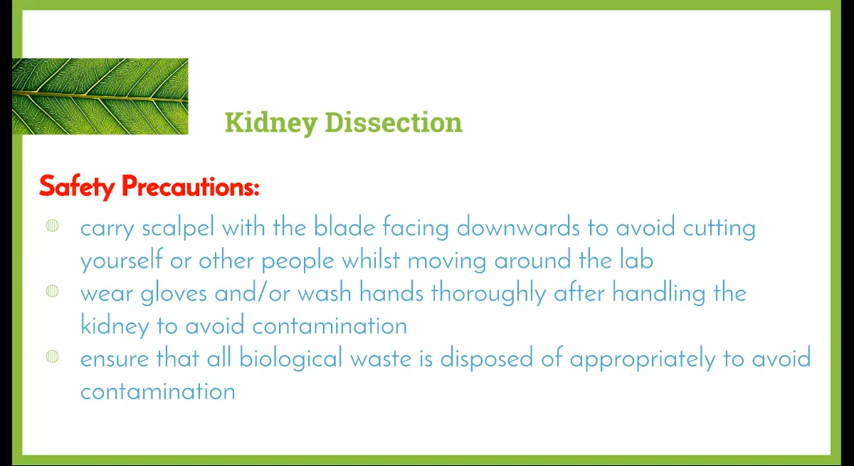 Kidney Dissection
Safety Precautions:
carry scalpel with the blade facing downwards to avoid cutting
yourself or other people whilst moving around the lab
wear gloves and/or wash hands thoroughly after handling the
kidney to avoid contamination
ensure that all biological waste is disposed of appropriately to avoid
contamination